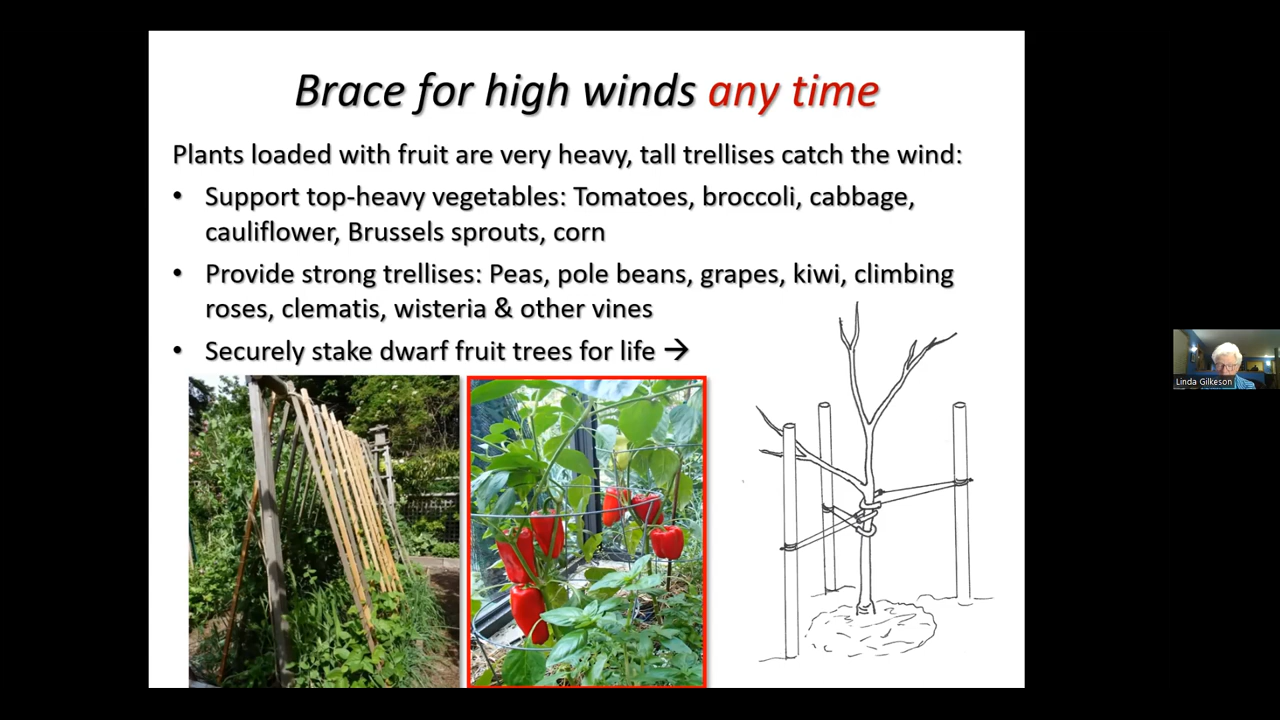 Brace for high winds any time
Plants loaded with fruit are very heavy, tall trellises catch the wind:
• Support top-heavy vegetables: Tomatoes, broccoli, cabbage,
cauliflower, Brussels sprouts, corn
• Provide strong trellises: Peas, pole beans, grapes, kiwi, climbing
roses, clematis, wisteria & other vines
• Securely stake dwarf fruit trees for life →
Linda Gilkeson